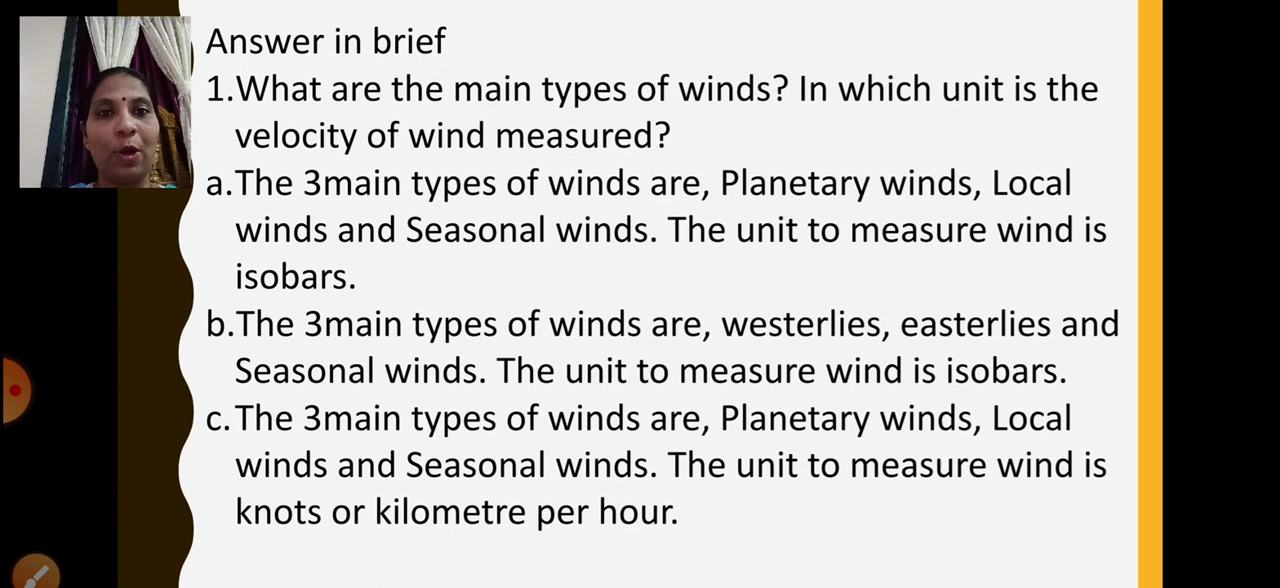 Answer in brief
1.What are the main types of winds? In which unit is the
velocity of wind measured?
a.The 3main types of winds are, Planetary winds, Local
winds and Seasonal winds. The unit to measure wind is
isobars.
b.The 3main types of winds are, westerlies, easterlies and
Seasonal winds. The unit to measure wind is isobars.
c.The 3main types of winds are, Planetary winds, Local
winds and Seasonal winds. The unit to measure wind is
knots or kilometre per hour.